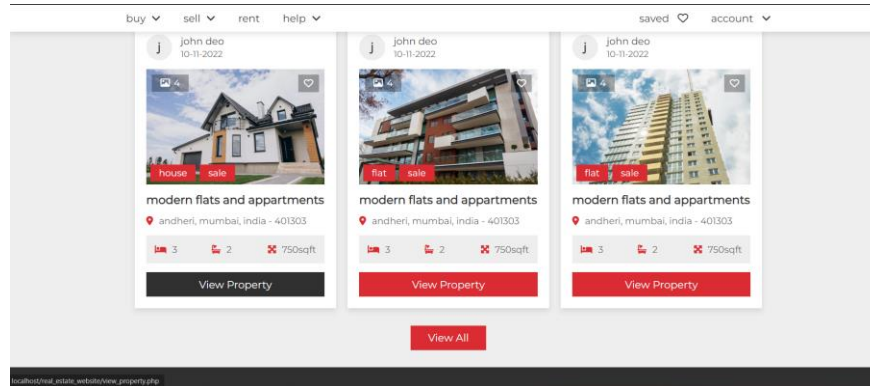 buy sell rent help saved account
j john deo
10-11-2022
4
house sale
modern flats and appartments
andheri, mumbai, india - 401303
3 2 750sqft
View Property
j john deo
10-11-2022
4
flat sale
modern flats and appartments
andheri, mumbai, india - 401303
3 2 750sqft
View Property
j john deo
10-11-2022
4
flat sale
modern flats and appartments
andheri, mumbai, india - 401303
3 2 750sqft
View Property
View All
localhost/real_estate_website/view_property.php